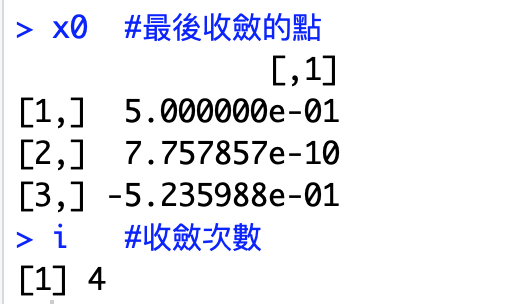 > x0  #最後收斂的點
              [,1]
[1,]  5.000000e-01
[2,]  7.757857e-10
[3,] -5.235988e-01
> i   #收斂次數
[1] 4